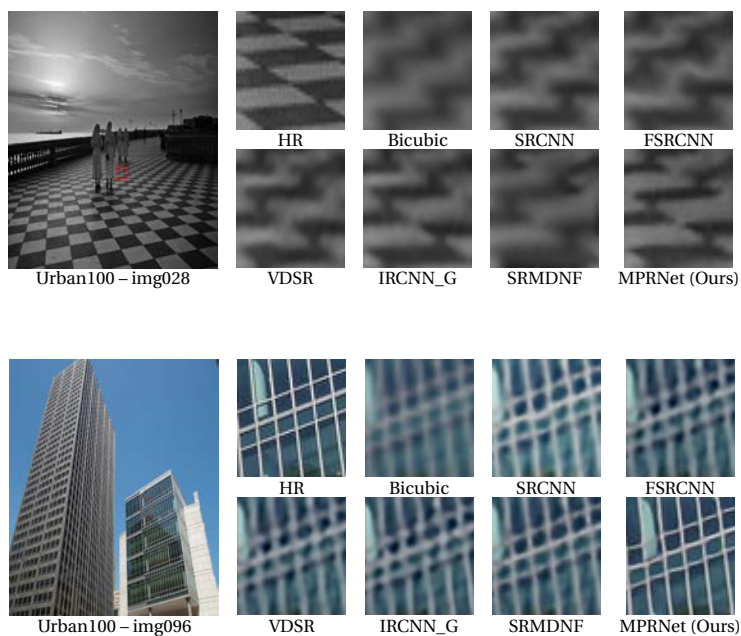 HR Bicubic SRCNN FSRCNN
Urban100 – img028 VDSR IRCNN_G SRMDNF MPRNet (Ours)
HR Bicubic SRCNN FSRCNN
Urban100 – img096 VDSR IRCNN_G SRMDNF MPRNet (Ours)